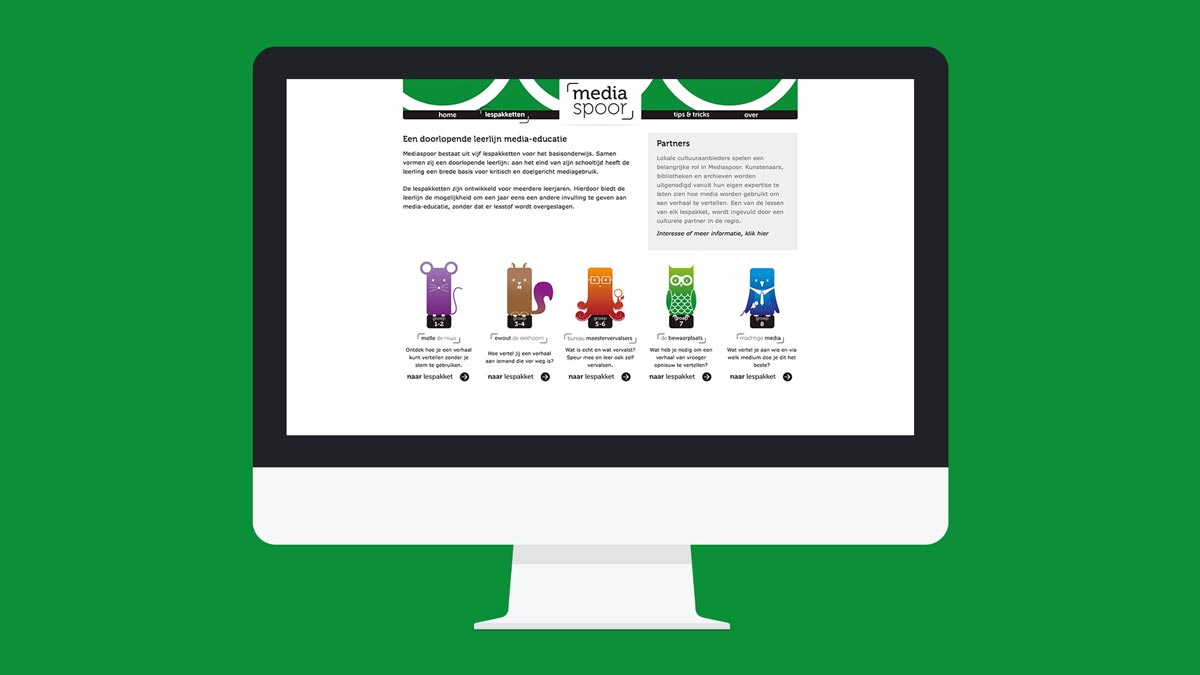 media
spoor
home
lespakketten
tips & tricks
over
Een doorlopende leerlijn media-educatie
Mediaspoor bestaat uit vijf lespakketten voor het basisonderwijs. Samen
vormen zij een doorlopende leerlijn: aan het eind van zijn schooltijd heeft de
leerling een brede basis voor kritisch en doelgericht mediagebruik.
De lespakketten zijn ontwikkeld voor meerdere leerjaren. Hierdoor biedt de
leerlijn de mogelijkheid om een jaar eens een andere invulling te geven aan
media-educatie, zonder dat er lesstof wordt overgeslagen.
Partners
Lokale cultuuraanbieders spelen een
belangrijke rol in Mediaspoor. Kunstenaars,
bibliotheken en archieven worden
uitgenodigd vanuit hun eigen expertise te
laten zien hoe media worden gebruikt om
een verhaal te vertellen. Een van de lessen
van elk lespakket, wordt ingevuld door een
culturele partner in de regio.
Interesse of meer informatie, klik hier
groep
1-2
melle de muis
Ontdek hoe je een verhaal
kunt vertellen zonder je
stem te gebruiken.
naar lespakket
groep
3-4
ewout de eekhoorn
Hoe vertel jij een verhaal
aan iemand die ver weg is?
naar lespakket
groep
5-6
bureau meestervervalsers
Wat is echt en wat vervalst?
Speur mee en leer ook zelf
vervalsen.
naar lespakket
groep
7
de bewaarplaats
Wat heb je nodig om een
verhaal van vroeger
opnieuw te vertellen?
naar lespakket
groep
8
machtige media
Wat vertel je aan wie en via
welk medium doe je dit het
beste?
naar lespakket